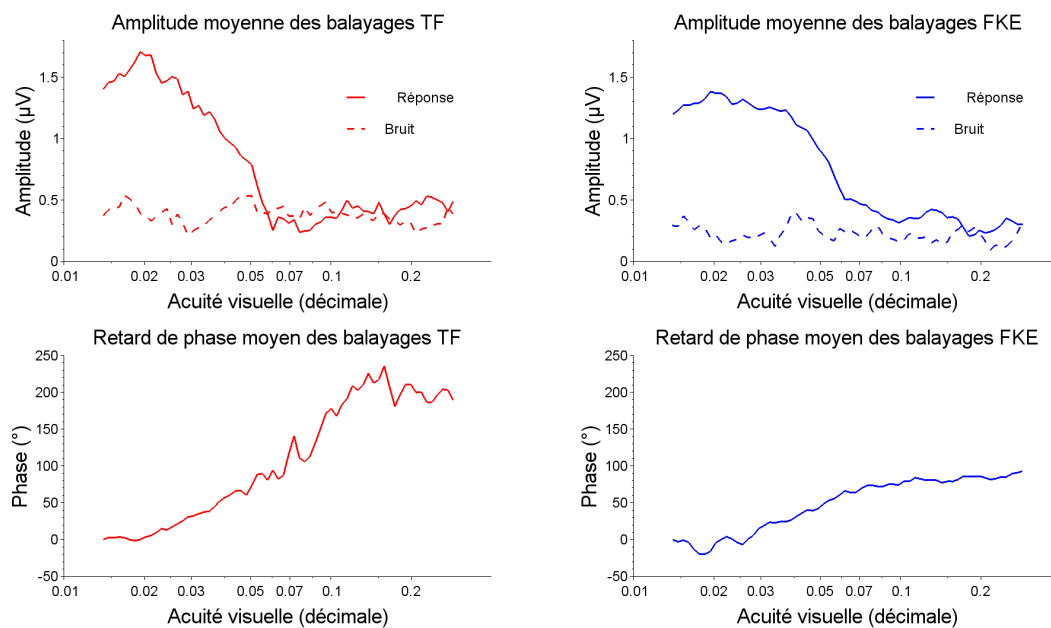 Amplitude moyenne des balayages TF
Amplitude (µV)
1.5
1
0.5
0
Réponse
Bruit
0.01 0.02 0.03 0.05 0.07 0.1 0.2
Acuité visuelle (décimale)
Amplitude moyenne des balayages FKE
Amplitude (µV)
1.5
1
0.5
0
Réponse
Bruit
0.01 0.02 0.03 0.05 0.07 0.1 0.2
Acuité visuelle (décimale)
Retard de phase moyen des balayages TF
Phase (°)
250
200
150
100
50
0
-50
0.01 0.02 0.03 0.05 0.07 0.1 0.2
Acuité visuelle (décimale)
Retard de phase moyen des balayages FKE
Phase (°)
250
200
150
100
50
0
-50
0.01 0.02 0.03 0.05 0.07 0.1 0.2
Acuité visuelle (décimale)